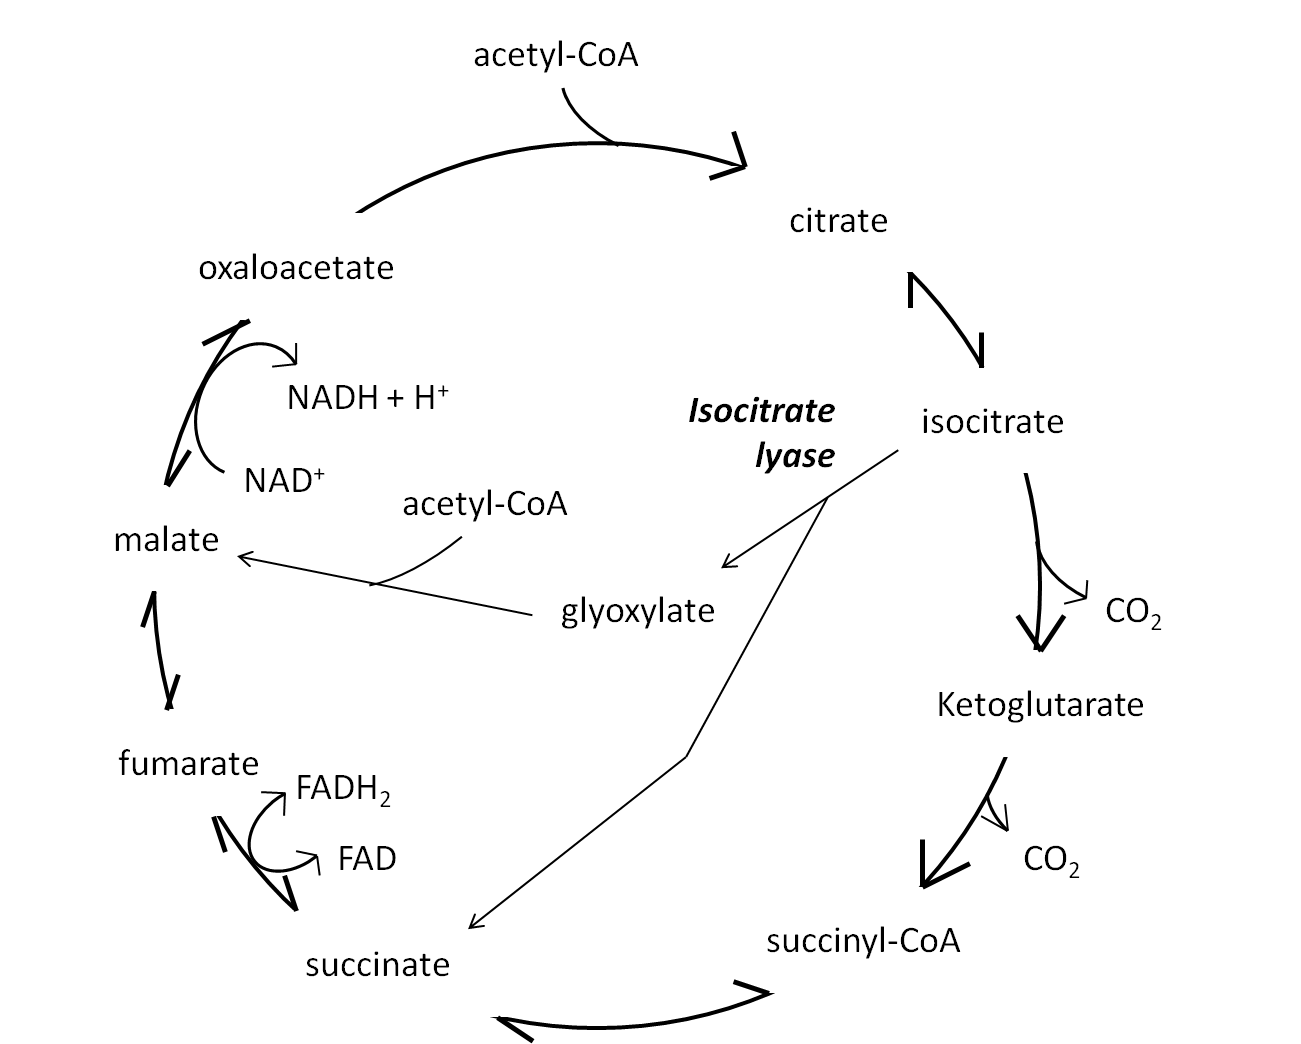 acetyl-CoA
citrate
oxaloacetate
NADH + H⁺
Isocitrate
lyase
isocitrate
NAD⁺
acetyl-CoA
malate
glyoxylate
CO₂
Ketoglutarate
fumarate
FADH₂
FAD
CO₂
succinyl-CoA
succinate